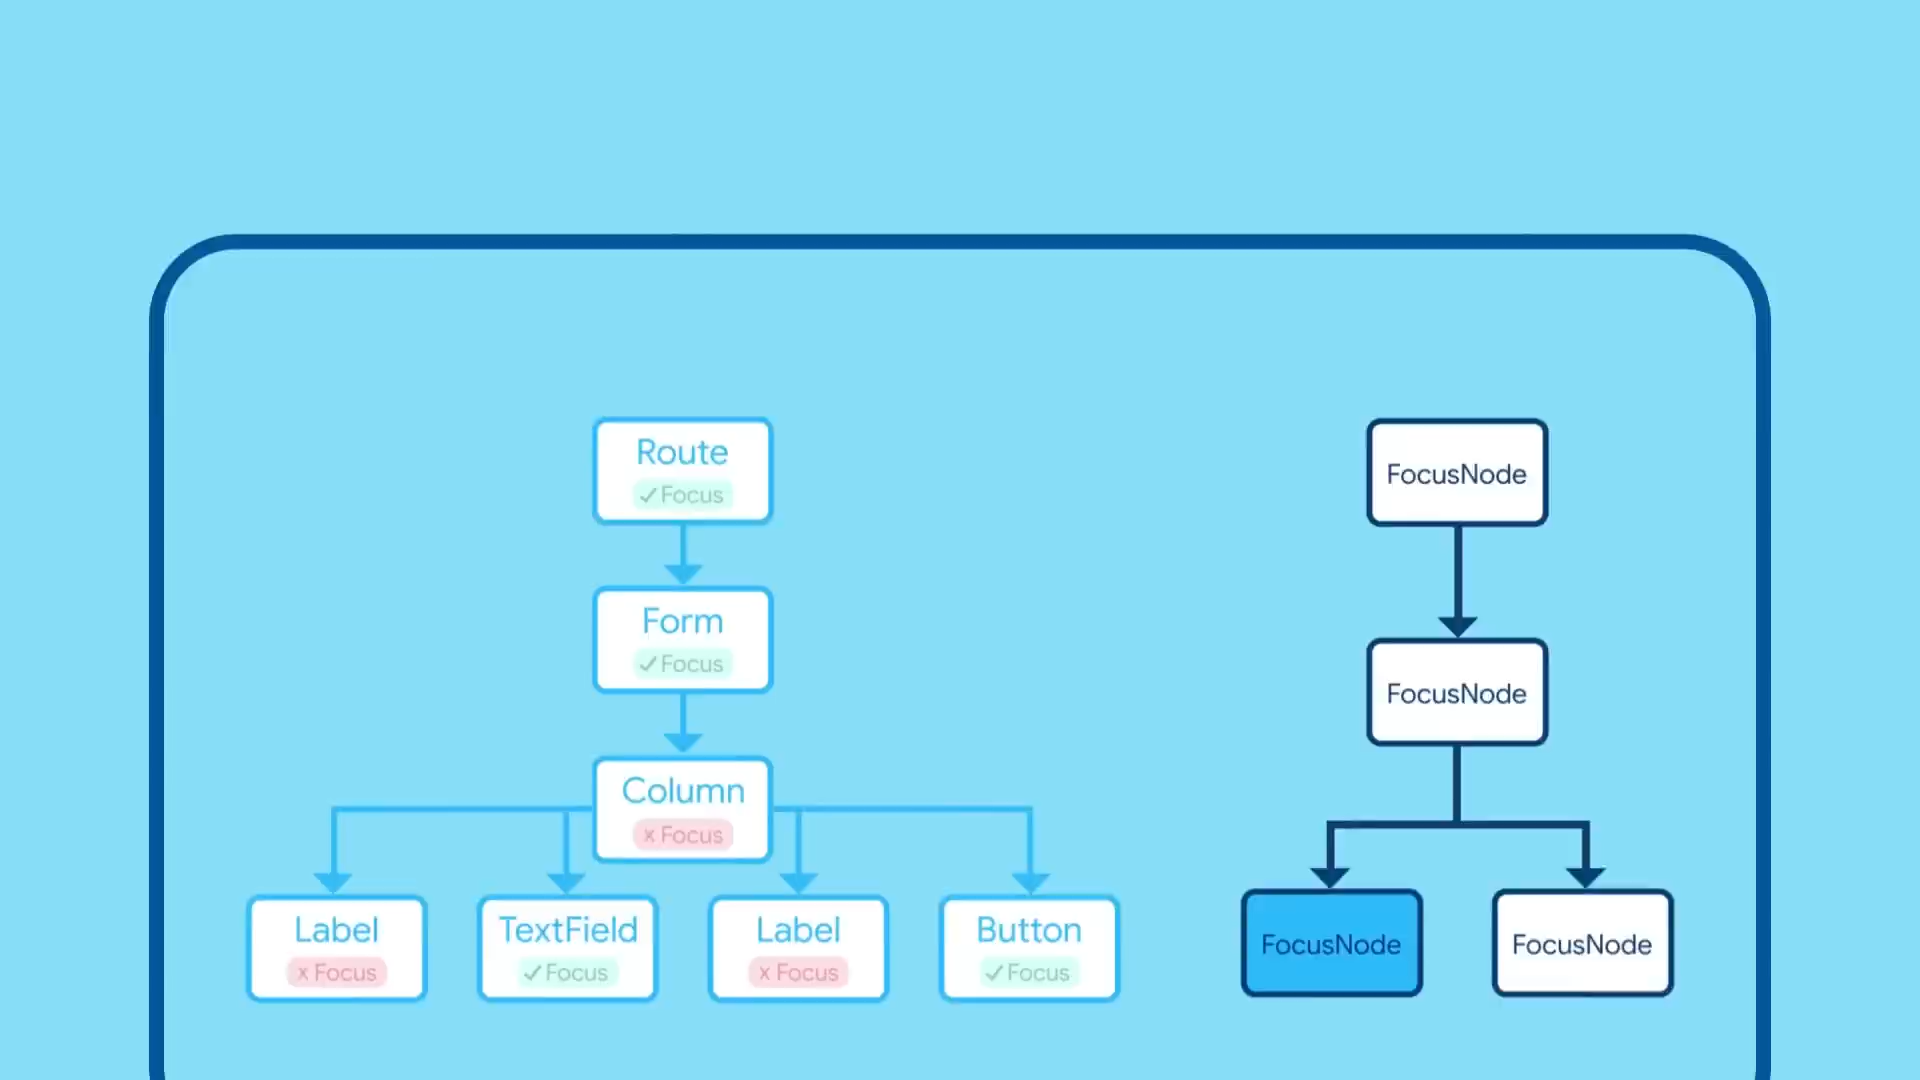 Route
✓ Focus
Form
✓ Focus
Column
x Focus
Label
x Focus
TextField
✓ Focus
Label
x Focus
Button
✓ Focus
FocusNode
FocusNode
FocusNode
FocusNode